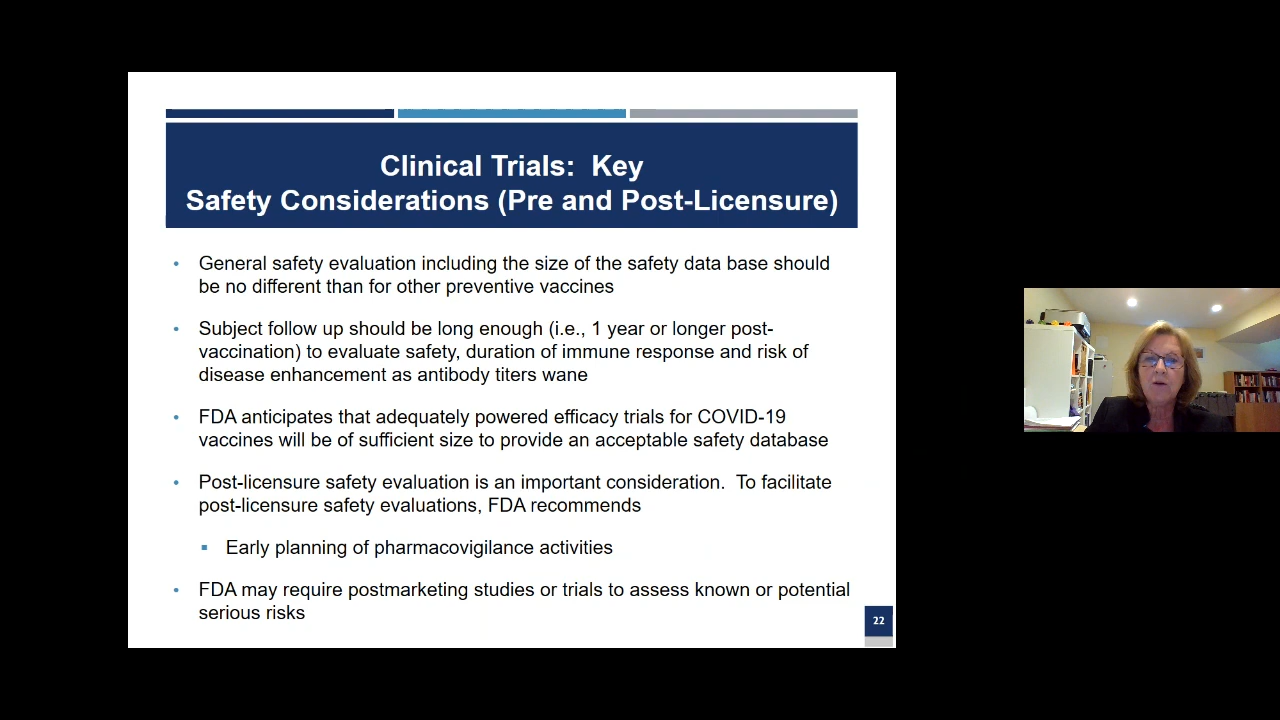 Clinical Trials:  Key
Safety Considerations (Pre and Post-Licensure)
• General safety evaluation including the size of the safety data base should
be no different than for other preventive vaccines
• Subject follow up should be long enough (i.e., 1 year or longer post-
vaccination) to evaluate safety, duration of immune response and risk of
disease enhancement as antibody titers wane
• FDA anticipates that adequately powered efficacy trials for COVID-19
vaccines will be of sufficient size to provide an acceptable safety database
• Post-licensure safety evaluation is an important consideration.  To facilitate
post-licensure safety evaluations, FDA recommends
▪ Early planning of pharmacovigilance activities
• FDA may require postmarketing studies or trials to assess known or potential
serious risks
22